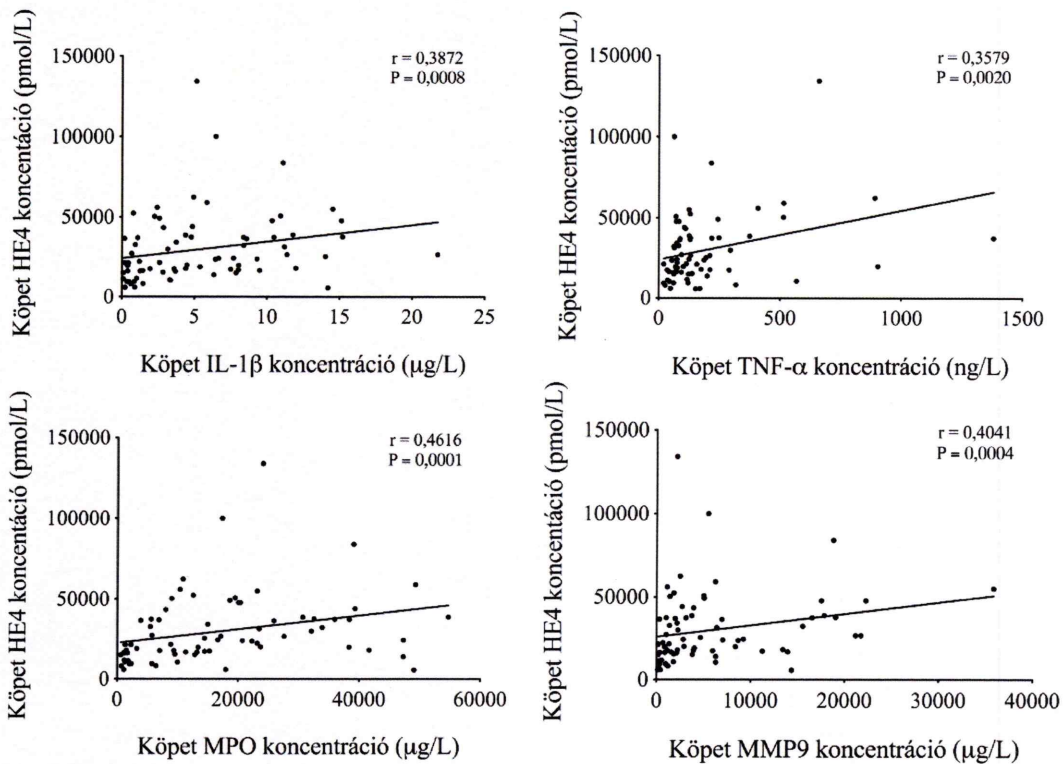 Köpet HE4 koncentáció (pmol/L)
150000
100000
50000
0
r = 0,3872
P = 0,0008
0 5 10 15 20 25
Köpet IL-1β koncentráció (µg/L)
Köpet HE4 koncentáció (pmol/L)
150000
100000
50000
0
r = 0,3579
P = 0,0020
0 500 1000 1500
Köpet TNF-α koncentráció (ng/L)
Köpet HE4 koncentáció (pmol/L)
150000
100000
50000
0
r = 0,4616
P = 0,0001
0 20000 40000 60000
Köpet MPO koncentráció (µg/L)
Köpet HE4 koncentáció (pmol/L)
150000
100000
50000
0
r = 0,4041
P = 0,0004
0 10000 20000 30000 40000
Köpet MMP9 koncentráció (µg/L)